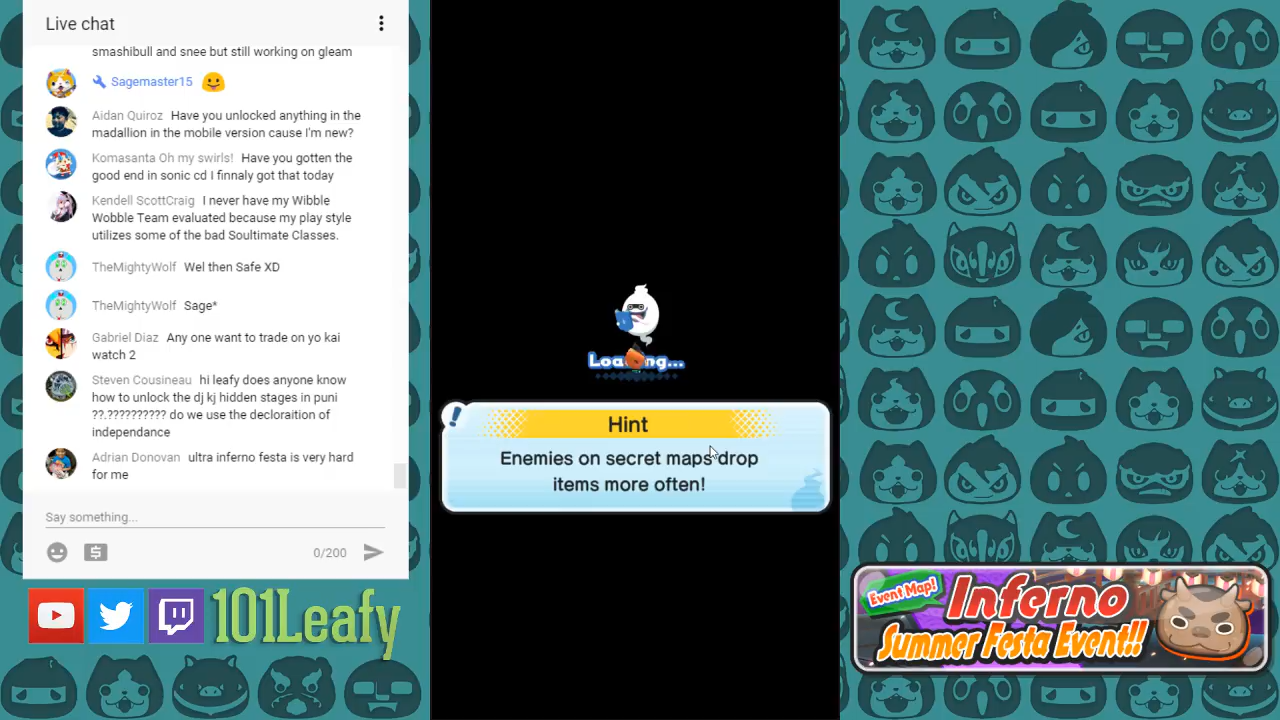 Live chat
smashibull and snee but still working on gleam
Sagemaster15
Aidan Quiroz Have you unlocked anything in the
madallion in the mobile version cause I'm new?
Komasanta Oh my swirls! Have you gotten the
good end in sonic cd I finnaly got that today
Kendell ScottCraig I never have my Wibble
Wobble Team evaluated because my play style
utilizes some of the bad Soultimate Classes.
TheMightyWolf Wel then Safe XD
TheMightyWolf Sage*
Gabriel Diaz Any one want to trade on yo kai
watch 2
Steven Cousineau hi leafy does anyone know
how to unlock the dj kj hidden stages in puni
??.?????????? do we use the decloraition of
independance
Adrian Donovan ultra inferno festa is very hard
for me
Say something...
0/200
101Leafy
Loading...
Hint
Enemies on secret maps drop
items more often!
Event Map!
Inferno
Summer Festa Event!!